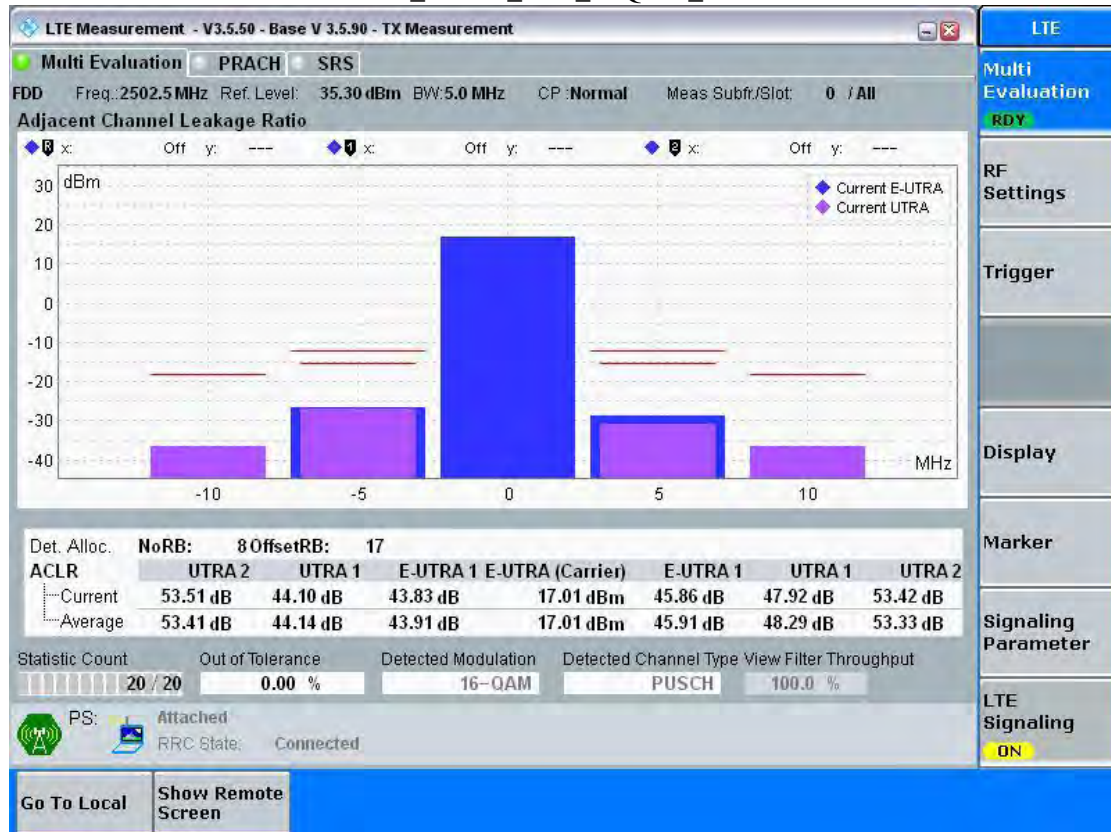 LTE Measurement - V3.5.50 - Base V 3.5.90 - TX Measurement
LTE
Multi Evaluation PRACH SRS
Multi
Evaluation
RDY
FDD Freq.:2502.5 MHz Ref. Level: 35.30 dBm BW:5.0 MHz CP :Normal Meas Subfr./Slot: 0 / All
Adjacent Channel Leakage Ratio
R x: Off y: --- 1 x: Off y: --- 2 x: Off y: ---
dBm
Current E-UTRA
Current UTRA
30
20
10
0
-10
-20
-30
-40
MHz
-10 -5 0 5 10
RF
Settings
Trigger
Display
Marker
Signaling
Parameter
LTE
Signaling
ON
Det. Alloc. NoRB: 8 OffsetRB: 17
ACLR UTRA 2 UTRA 1 E-UTRA 1 E-UTRA (Carrier) E-UTRA 1 UTRA 1 UTRA 2
Current 53.51 dB 44.10 dB 43.83 dB 17.01 dBm 45.86 dB 47.92 dB 53.42 dB
Average 53.41 dB 44.14 dB 43.91 dB 17.01 dBm 45.91 dB 48.29 dB 53.33 dB
Statistic Count Out of Tolerance Detected Modulation Detected Channel Type View Filter Throughput
20 / 20 0.00 % 16-QAM PUSCH 100.0 %
PS: Attached
RRC State: Connected
Go To Local
Show Remote
Screen